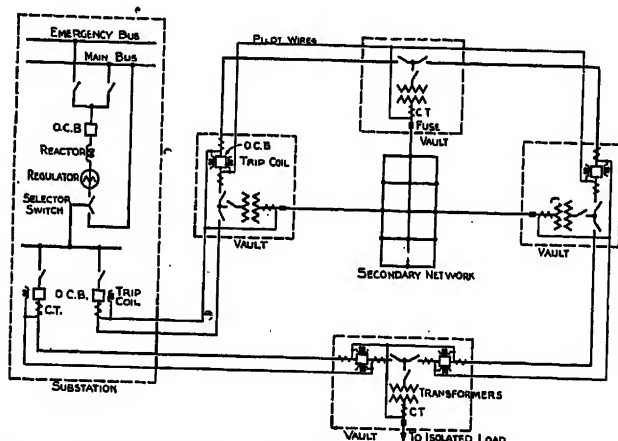 EMERGENCY BUS
MAIN BUS
O.C.B
REACTOR
REGULATOR
SELECTOR
SWITCH
O.C.B.
TRIP
COIL
C.T.
SUBSTATION
PILOT WIRES
O.C.B
TRIP COIL
VAULT
C T
FUSE
VAULT
VAULT
SECONDARY NETWORK
TRANSFORMERS
C T
VAULT
TO ISOLATED LOAD